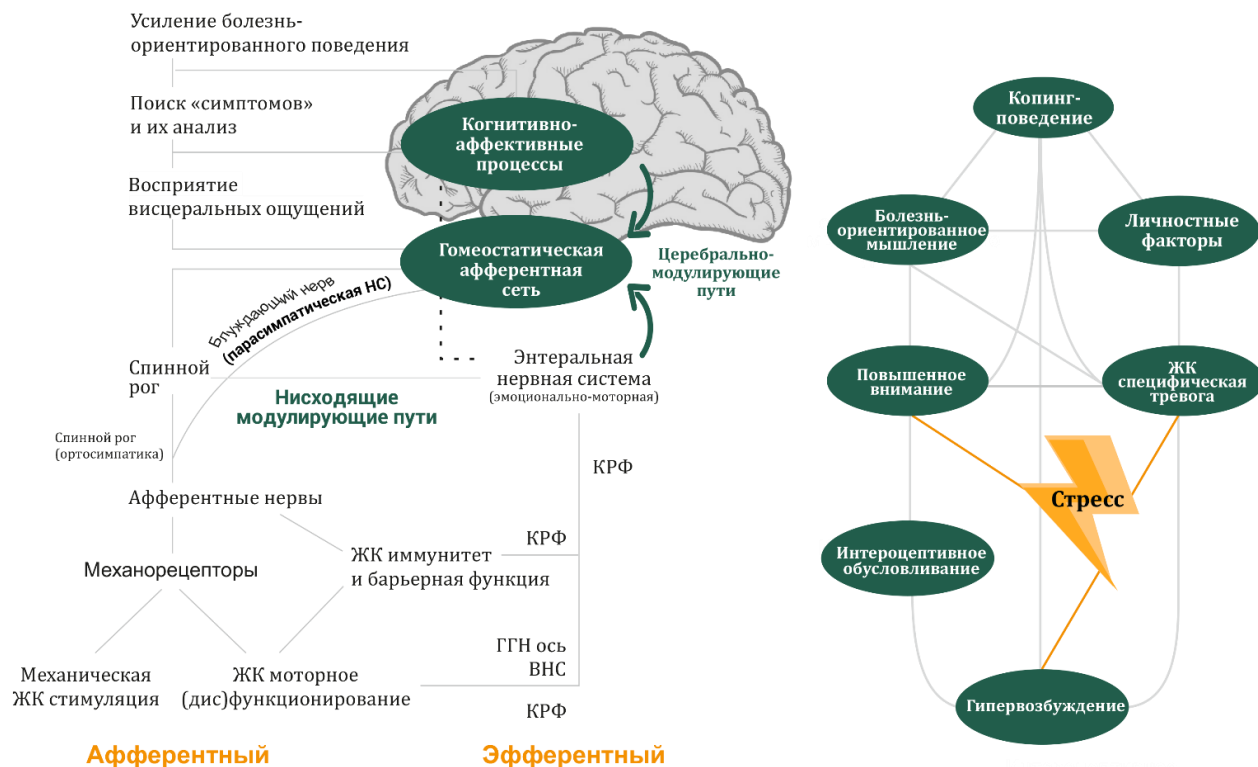 Усиление болезнь-
ориентированного поведения
Поиск «симптомов»
и их анализ
Восприятие
висцеральных ощущений
Когнитивно-
аффективные
процессы
Гомеостатическая
афферентная
сеть
Церебрально-
модулирующие
пути
Блуждающий нерв
(парасимпатическая НС)
Спинной
рог
Энтеральная
нервная система
(эмоционально-моторная)
Нисходящие
модулирующие пути
Спинной рог
(ортосимпатика)
КРФ
Афферентные нервы
КРФ
ЖК иммунитет
и барьерная функция
Механорецепторы
ГГН ось
ВНС
Механическая
ЖК стимуляция
ЖК моторное
(дис)функционирование
КРФ
Афферентный
Эфферентный
Копинг-
поведение
Болезнь-
ориентированное
мышление
Личностные
факторы
Повышенное
внимание
ЖК
специфическая
тревога
Стресс
Интероцептивное
обусловливание
Гипервозбуждение